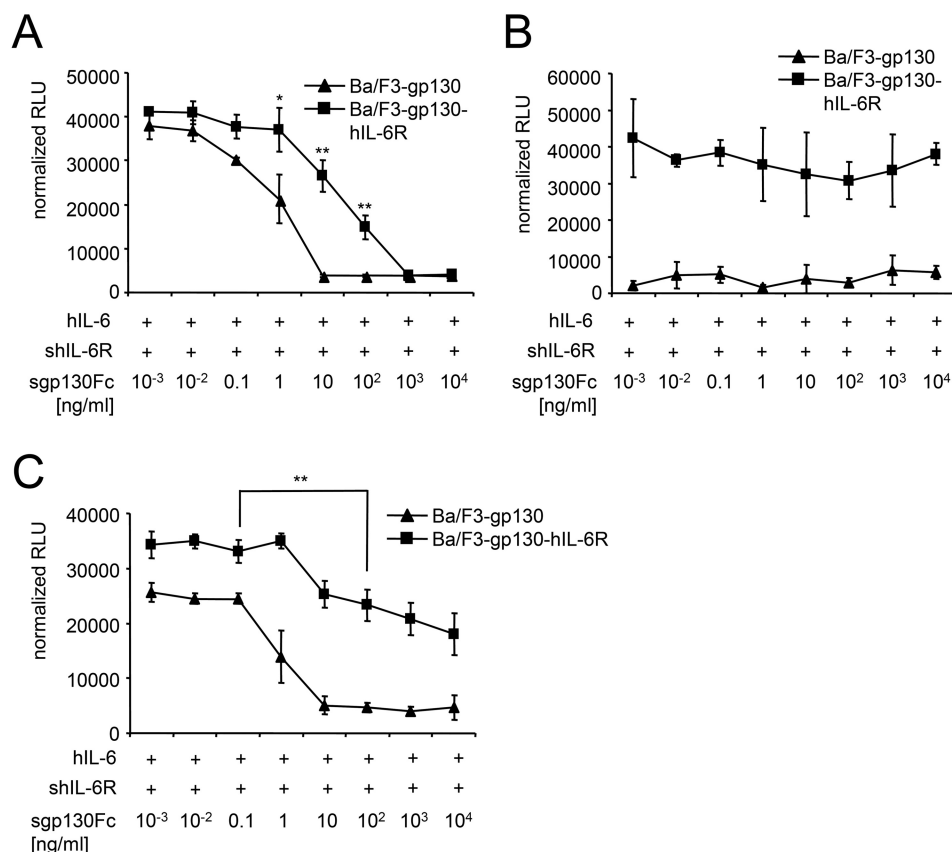 A
normalized RLU
50000
40000
30000
20000
10000
0
*
**
**
Ba/F3-gp130
Ba/F3-gp130-
hIL-6R
hIL-6 + + + + + + + +
shIL-6R + + + + + + + +
sgp130Fc 10⁻³ 10⁻² 0.1 1 10 10² 10³ 10⁴
[ng/ml]
B
normalized RLU
60000
50000
40000
30000
20000
10000
0
Ba/F3-gp130
Ba/F3-gp130-
hIL-6R
hIL-6 + + + + + + + +
shIL-6R + + + + + + + +
sgp130Fc 10⁻³ 10⁻² 0.1 1 10 10² 10³ 10⁴
[ng/ml]
C
normalized RLU
40000
30000
20000
10000
0
**
Ba/F3-gp130
Ba/F3-gp130-hIL-6R
hIL-6 + + + + + + + +
shIL-6R + + + + + + + +
sgp130Fc 10⁻³ 10⁻² 0.1 1 10 10² 10³ 10⁴
[ng/ml]